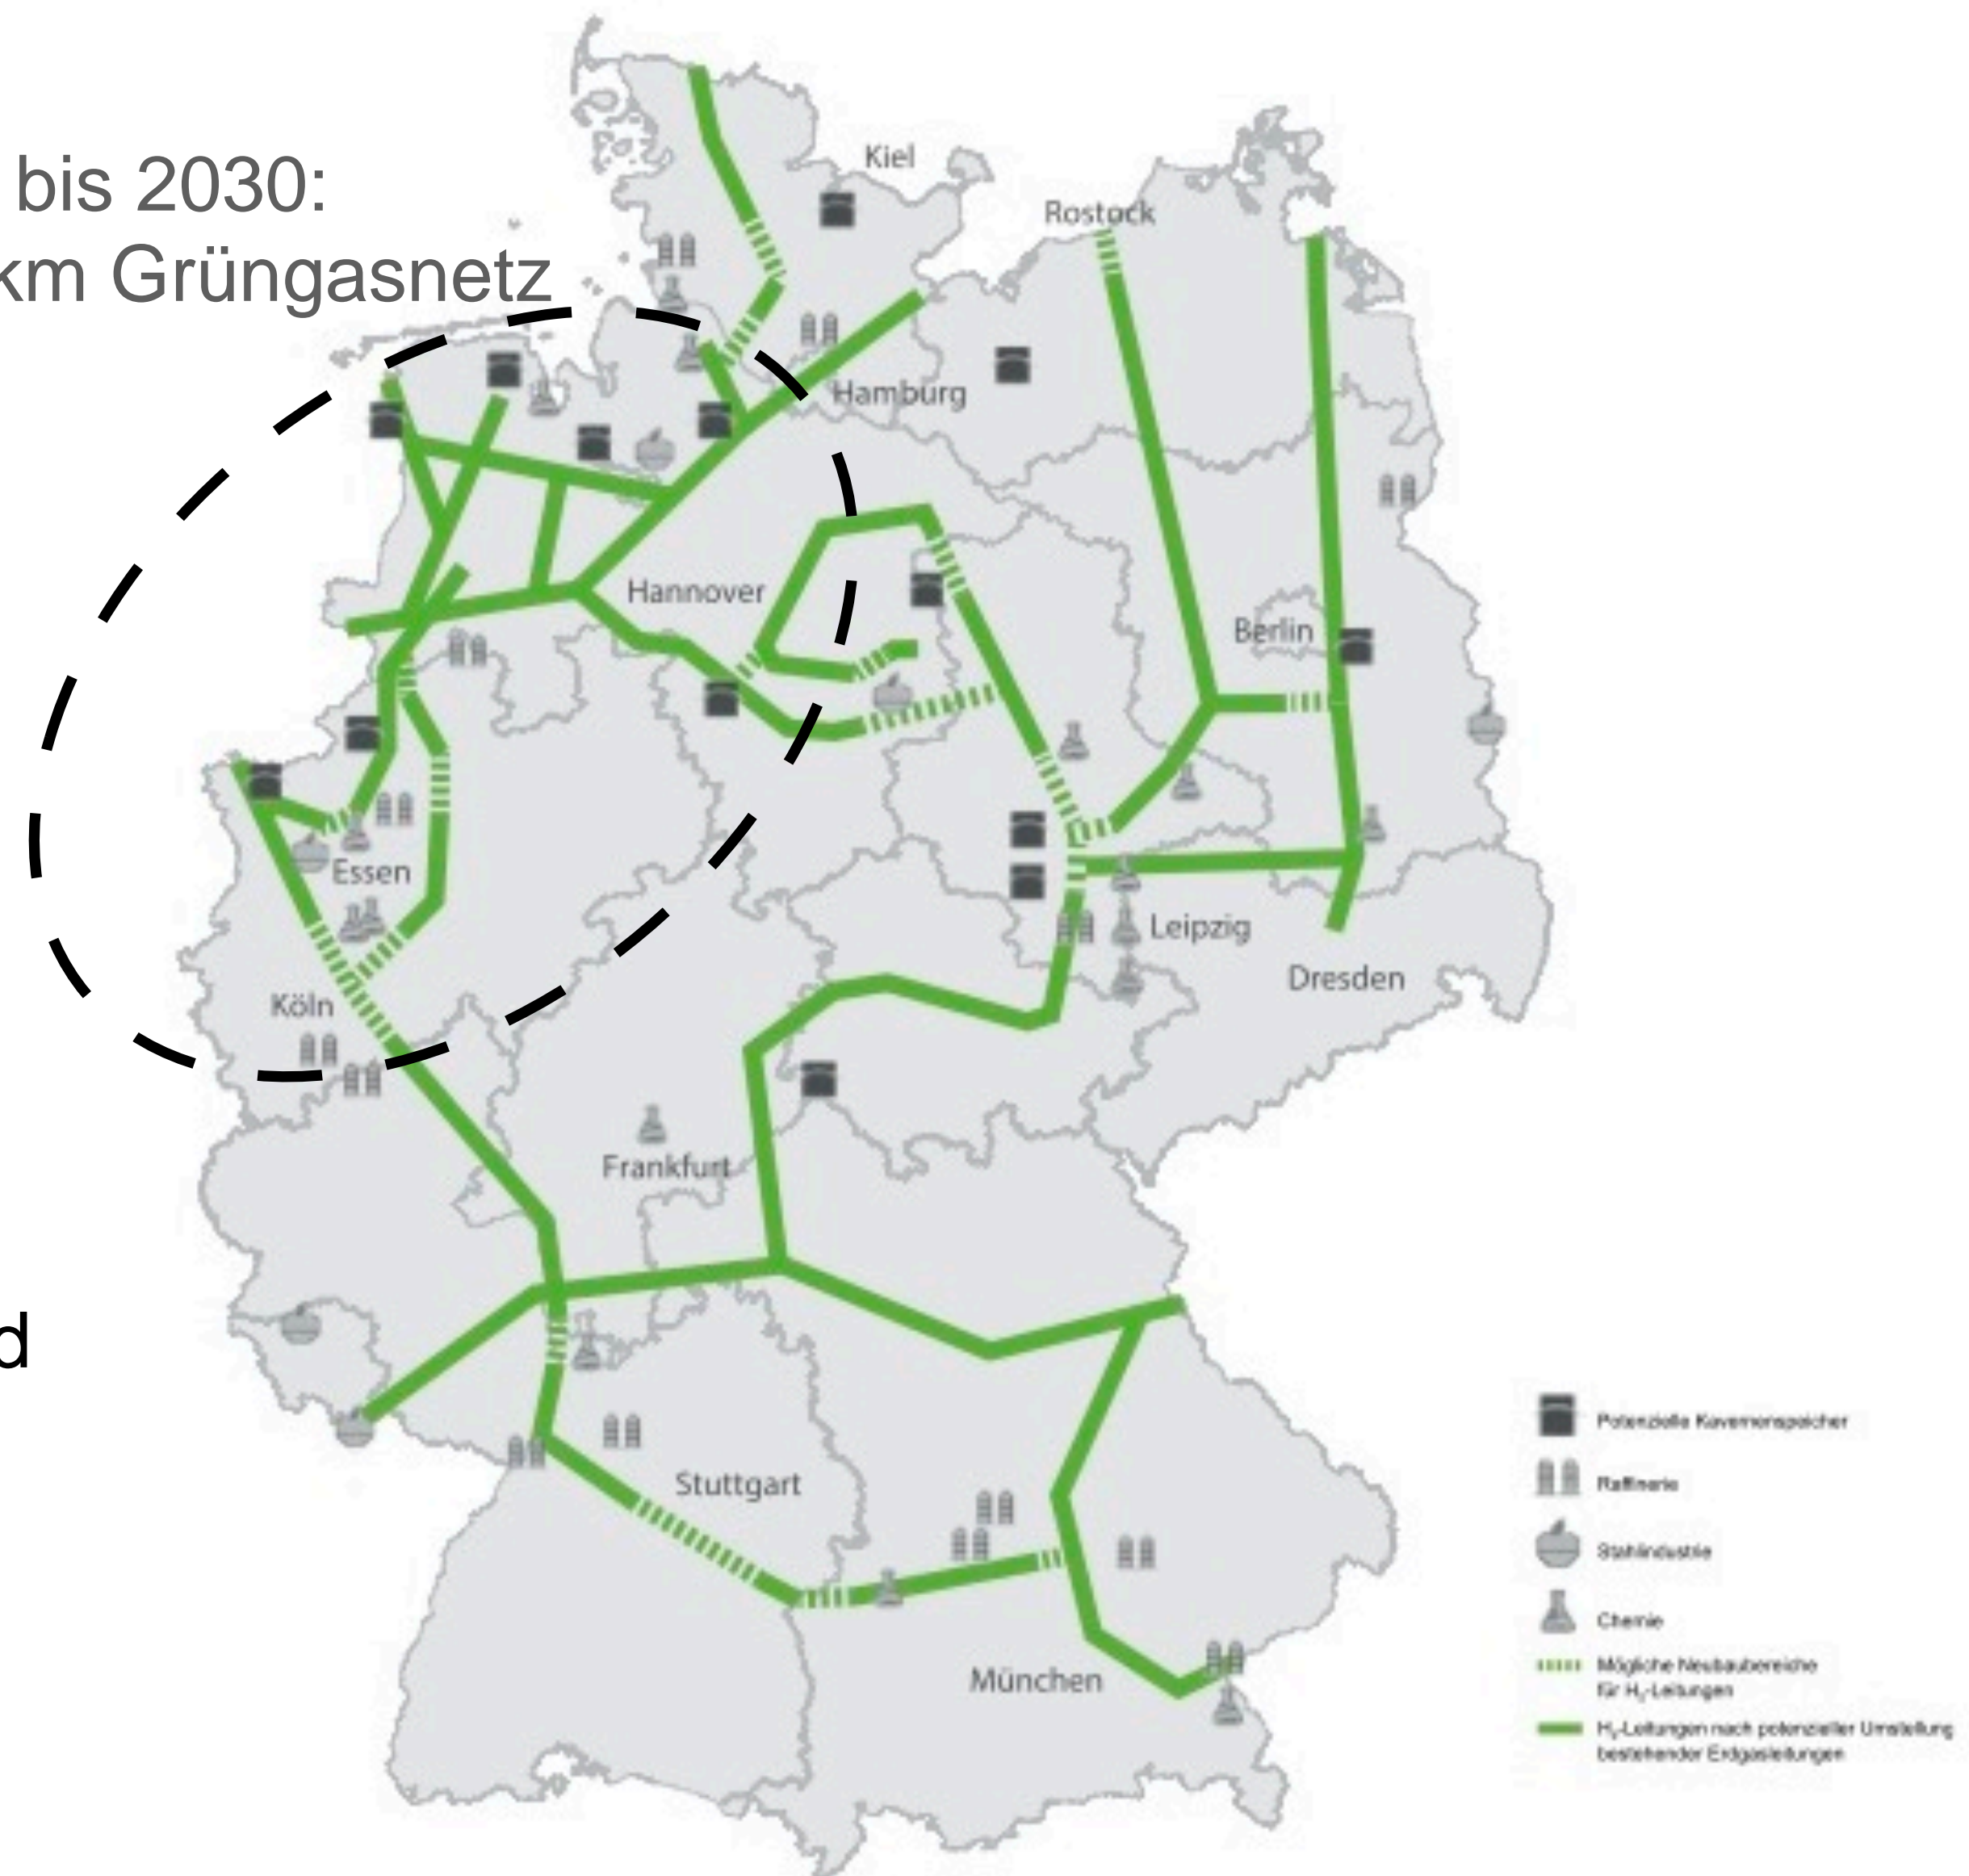 bis 2030:
km Grüngasnetz
Kiel
Rostock
Hamburg
Hannover
Berlin
Essen
Leipzig
Köln
Dresden
Frankfurt
d
Stuttgart
München
Potenzielle Kavernenspeicher
Raffinerie
Stahlindustrie
Chemie
Mögliche Neubaubereiche
für H₂-Leitungen
H₂-Leitungen nach potenzieller Umstellung
bestehender Erdgasleitungen